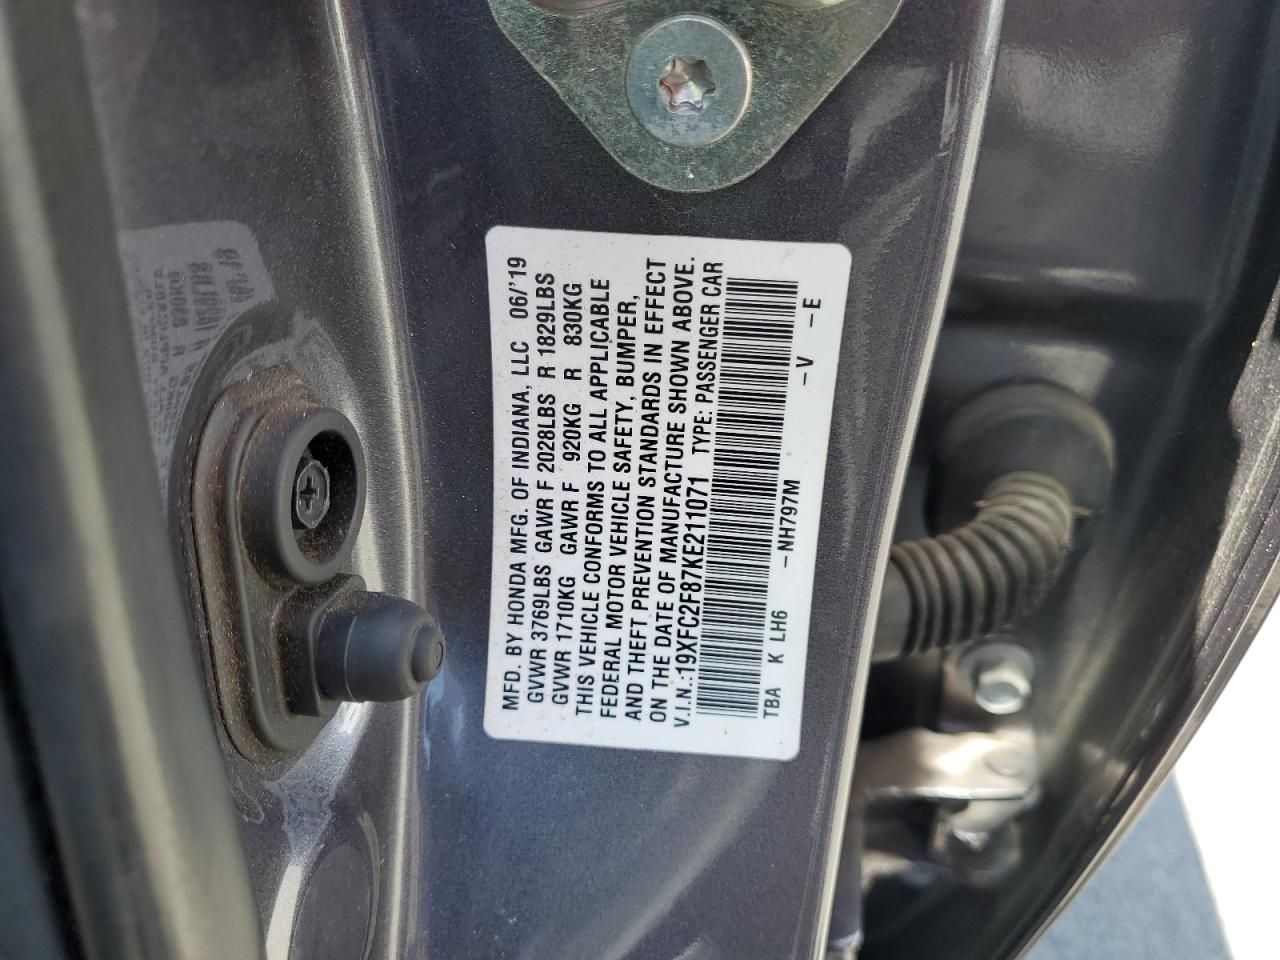 MFD. BY HONDA MFG. OF INDIANA, LLC 06/'19
GVWR 3769LBS GAWR F 2028LBS R 1829LBS
GVWR 1710KG GAWR F 920KG R 830KG
THIS VEHICLE CONFORMS TO ALL APPLICABLE
FEDERAL MOTOR VEHICLE SAFETY, BUMPER,
AND THEFT PREVENTION STANDARDS IN EFFECT
ON THE DATE OF MANUFACTURE SHOWN ABOVE.
V.I.N.:19XFC2F87KE211071 TYPE: PASSENGER CAR
TBA K LH6 –NH797M –V –E